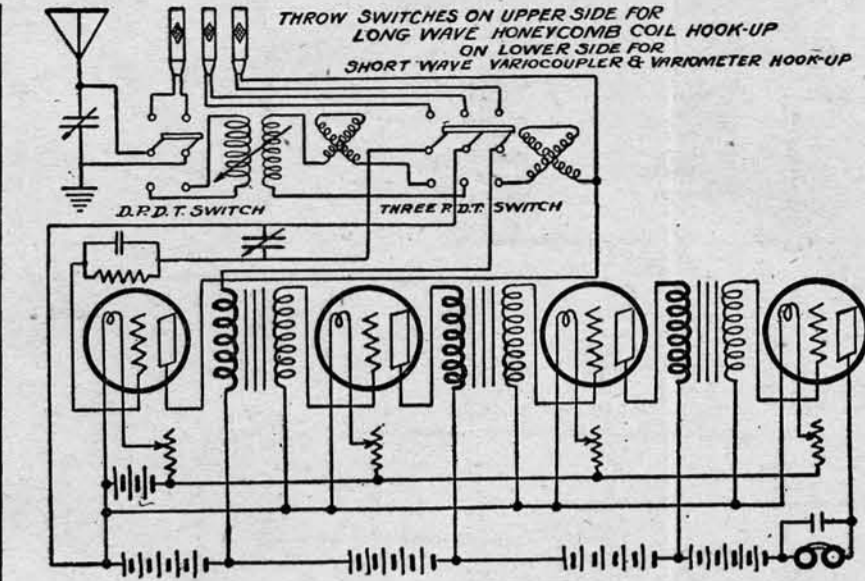 THROW SWITCHES ON UPPER SIDE FOR
LONG WAVE HONEYCOMB COIL HOOK-UP
ON LOWER SIDE FOR
SHORT WAVE VARIOCOUPLER & VARIOMETER HOOK-UP
D.P.D.T. SWITCH
THREE P.D.T. SWITCH